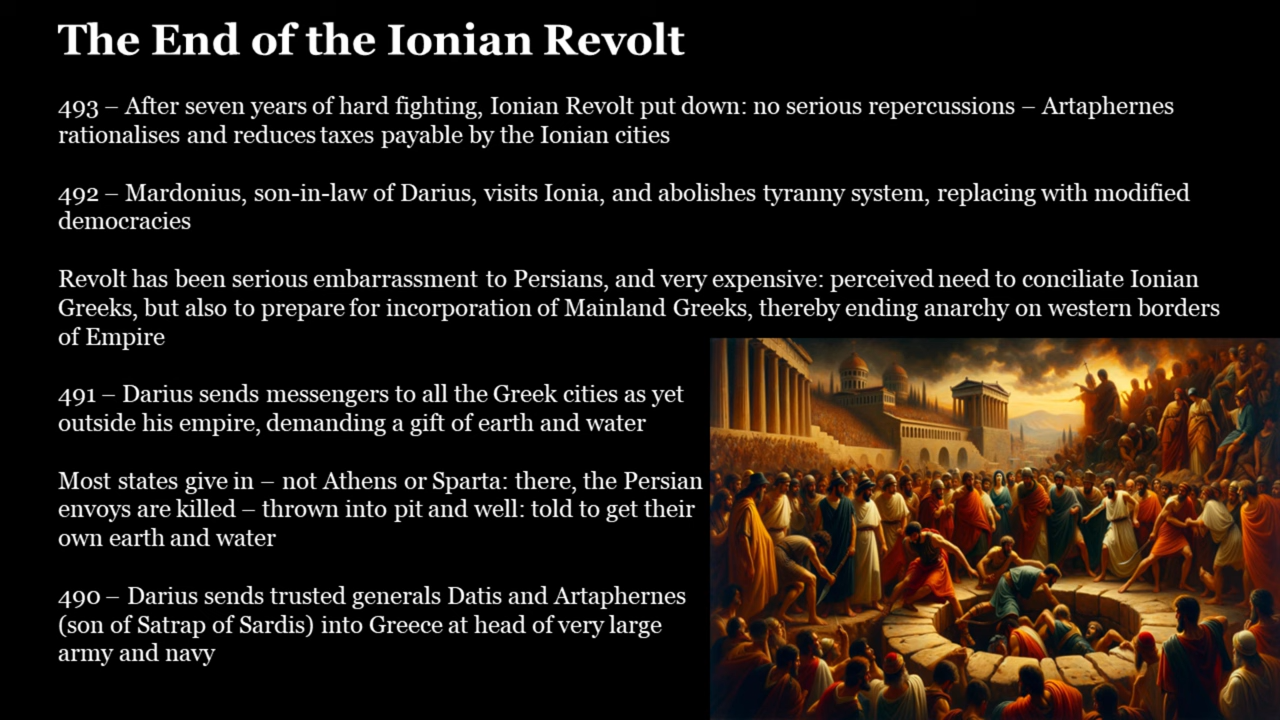 The End of the Ionian Revolt
493 – After seven years of hard fighting, Ionian Revolt put down: no serious repercussions – Artaphernes
rationalises and reduces taxes payable by the Ionian cities
492 – Mardonius, son-in-law of Darius, visits Ionia, and abolishes tyranny system, replacing with modified
democracies
Revolt has been serious embarrassment to Persians, and very expensive: perceived need to conciliate Ionian
Greeks, but also to prepare for incorporation of Mainland Greeks, thereby ending anarchy on western borders
of Empire
491 – Darius sends messengers to all the Greek cities as yet
outside his empire, demanding a gift of earth and water
Most states give in – not Athens or Sparta: there, the Persian
envoys are killed – thrown into pit and well: told to get their
own earth and water
490 – Darius sends trusted generals Datis and Artaphernes
(son of Satrap of Sardis) into Greece at head of very large
army and navy